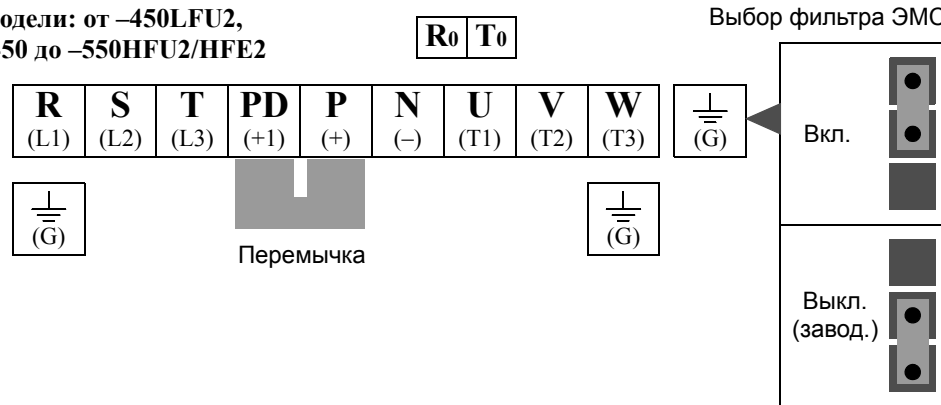 одели: от –450LFU2,
50 до –550HFU2/HFE2
R0 T0
Выбор фильтра ЭМС
R S T PD P N U V W
(L1) (L2) (L3) (+1) (+) (–) (T1) (T2) (T3) (G)
Вкл.
(G) (G)
Перемычка
Выкл.
(завод.)